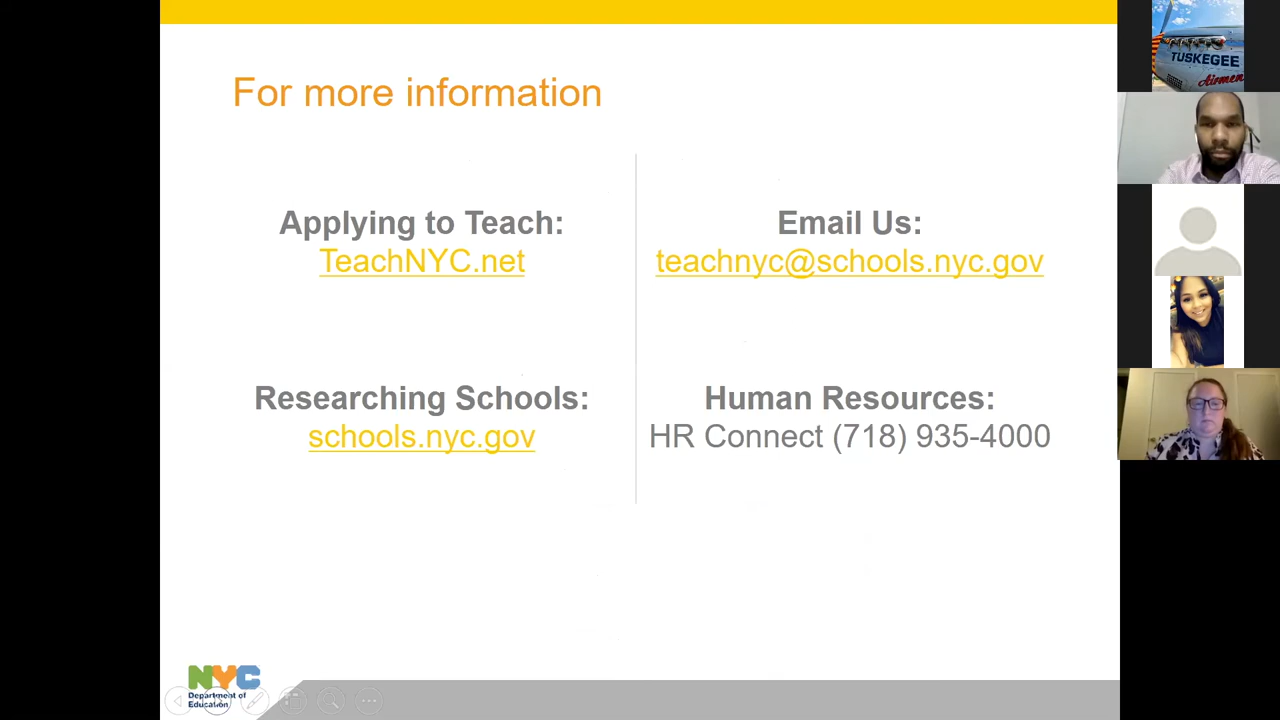 For more information
Applying to Teach:
TeachNYC.net
Email Us:
teachnyc@schools.nyc.gov
Researching Schools:
schools.nyc.gov
Human Resources:
HR Connect (718) 935-4000
NYC
Department of
Education
TUSKEGEE
Airmen